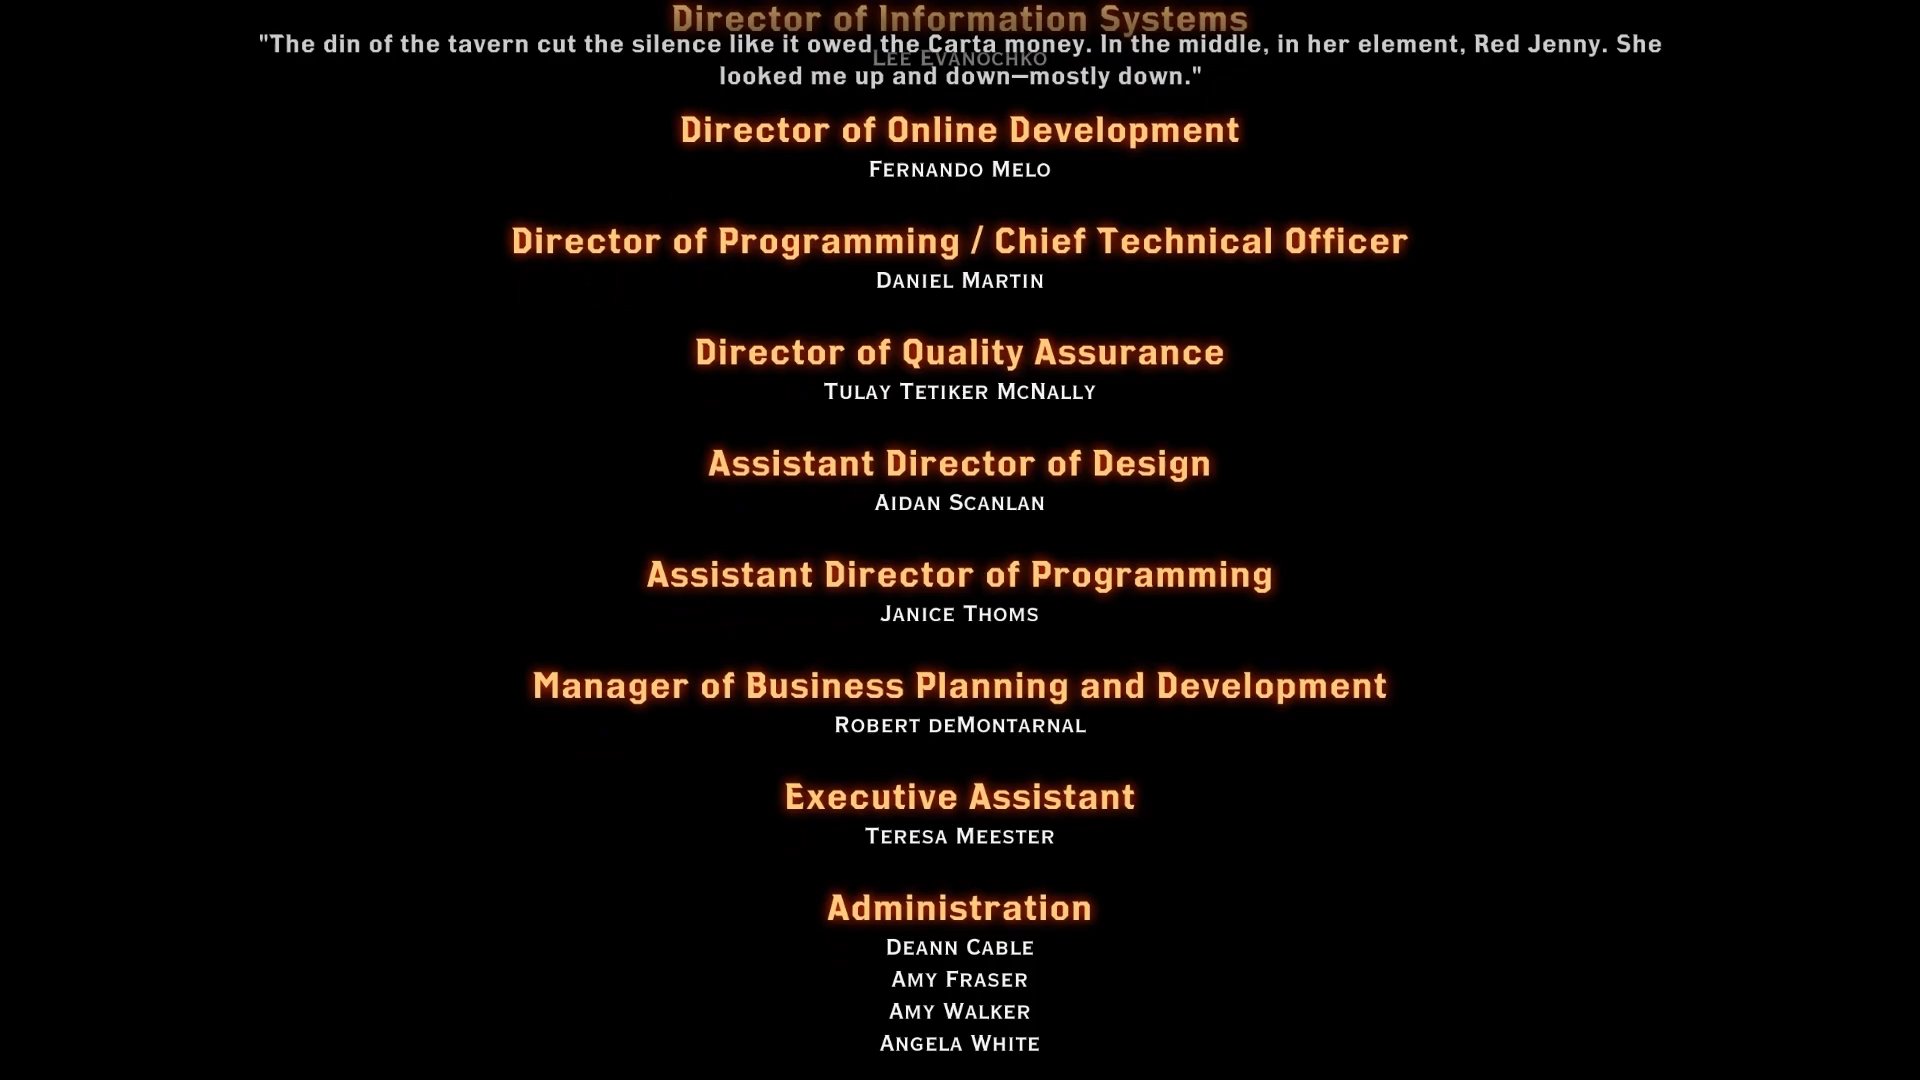 Director of Information Systems
"The din of the tavern cut the silence like it owed the Carta money. In the middle, in her element, Red Jenny. She
Lee Evanochko
looked me up and down—mostly down."
Director of Online Development
Fernando Melo
Director of Programming / Chief Technical Officer
Daniel Martin
Director of Quality Assurance
Tulay Tetiker McNally
Assistant Director of Design
Aidan Scanlan
Assistant Director of Programming
Janice Thoms
Manager of Business Planning and Development
Robert deMontarnal
Executive Assistant
Teresa Meester
Administration
Deann Cable
Amy Fraser
Amy Walker
Angela White